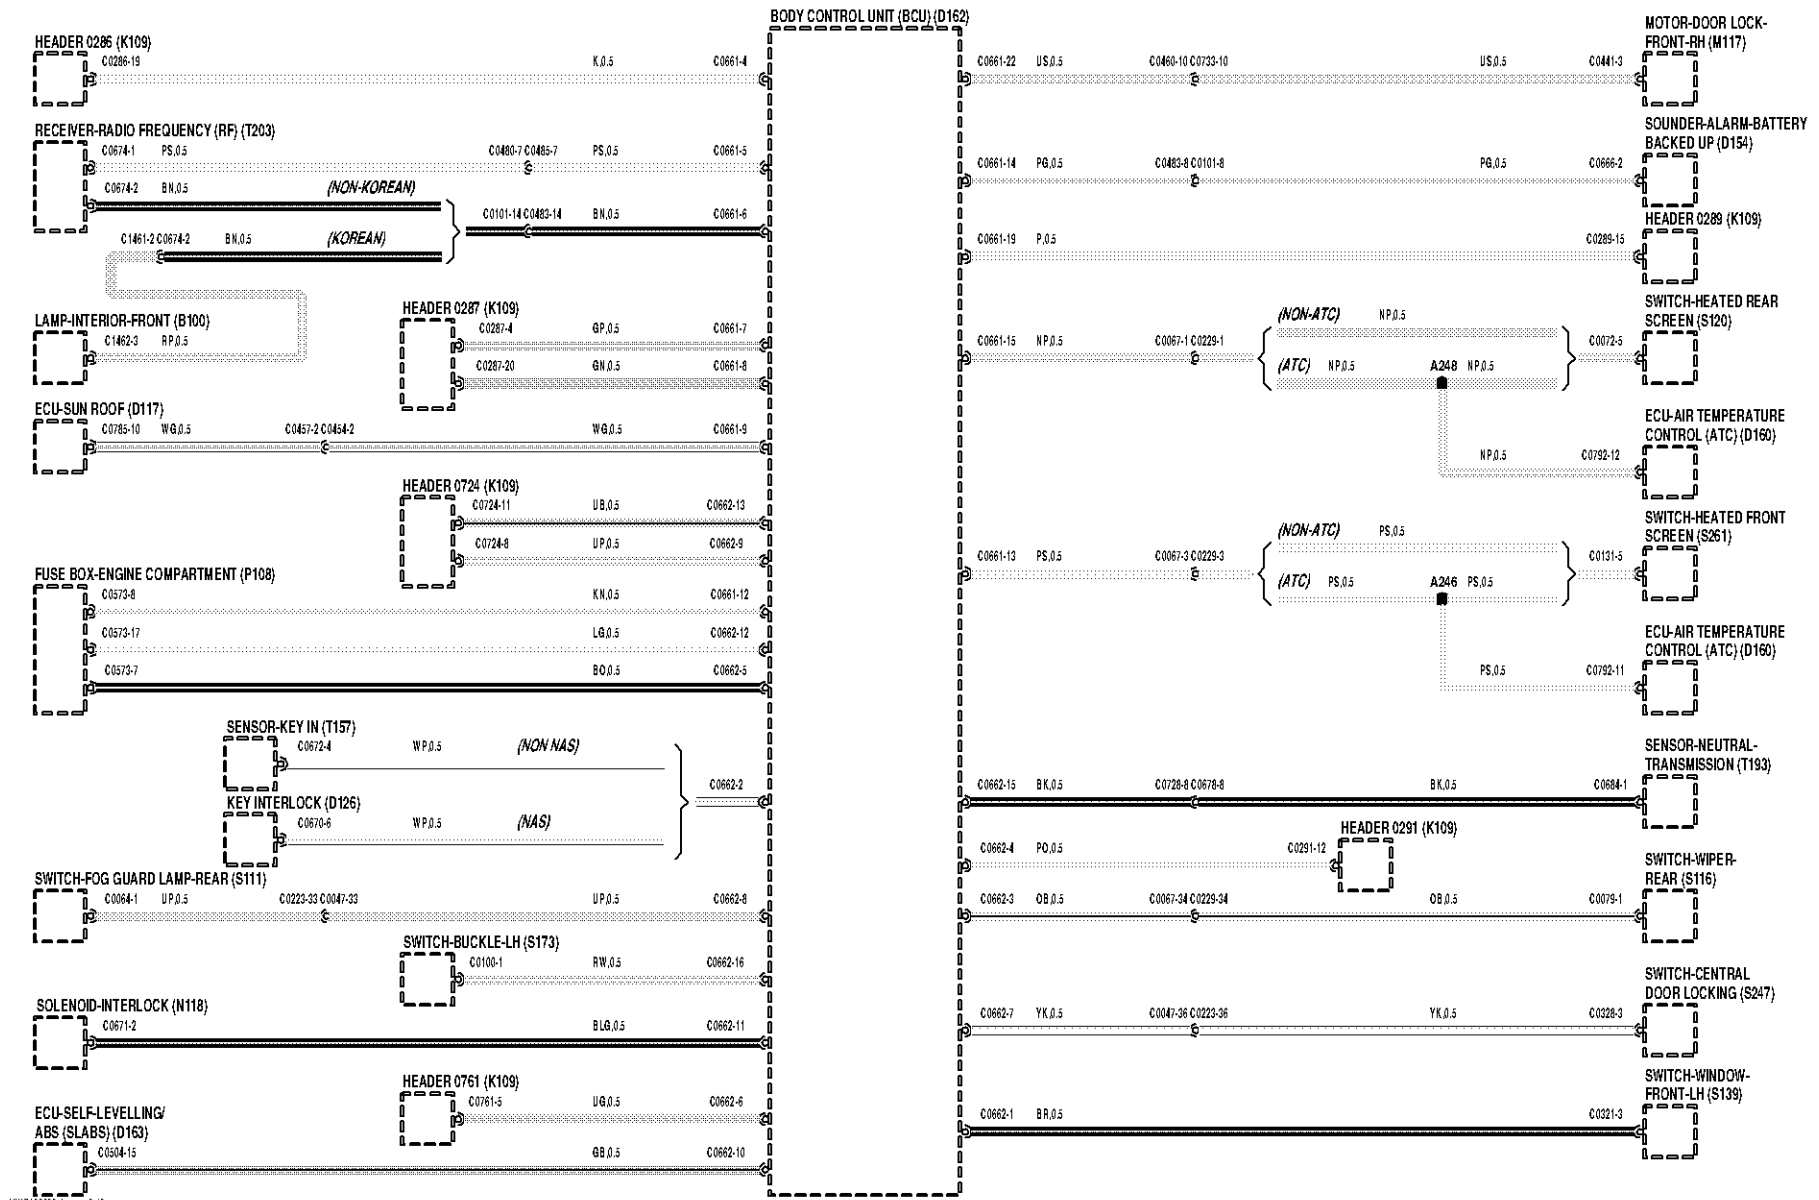 BODY CONTROL UNIT (BCU) (D162)
HEADER 0286 (K109)
C0286-19 K,0.5 C0661-4
RECEIVER-RADIO FREQUENCY (RF) (T203)
C0674-1 PS,0.5 C0480-7 C0485-7 PS,0.5 C0661-5
C0674-2 BN,0.5 (NON-KOREAN)
C0101-14 C0483-14 BN,0.5 C0661-6
C1461-2 C0674-2 BN,0.5 (KOREAN)
LAMP-INTERIOR-FRONT (B100)
C1462-3 RP,0.5
HEADER 0287 (K109)
C0287-4 GP,0.5 C0661-7
C0287-20 GN,0.5 C0661-8
ECU-SUN ROOF (D117)
C0785-10 WG,0.5 C0457-2 C0454-2 WG,0.5 C0661-9
HEADER 0724 (K109)
C0724-11 UB,0.5 C0662-13
C0724-8 UP,0.5 C0662-9
FUSE BOX-ENGINE COMPARTMENT (P108)
C0573-8 KN,0.5 C0661-12
C0573-17 LG,0.5 C0662-12
C0573-7 BO,0.5 C0662-5
SENSOR-KEY IN (T157)
C0672-4 WP,0.5 (NON NAS)
C0662-2
KEY INTERLOCK (D126)
C0670-6 WP,0.5 (NAS)
SWITCH-FOG GUARD LAMP-REAR (S111)
C0064-1 UP,0.5 C0223-33 C0047-33 UP,0.5 C0662-8
SWITCH-BUCKLE-LH (S173)
C0100-1 RW,0.5 C0662-16
SOLENOID-INTERLOCK (N118)
C0671-2 BLG,0.5 C0662-11
HEADER 0761 (K109)
C0761-5 UG,0.5 C0662-6
ECU-SELF-LEVELLING/
ABS (SLABS) (D163)
C0504-15 GB,0.5 C0662-10
MOTOR-DOOR LOCK-
FRONT-RH (M117)
C0661-22 US,0.5 C0460-10 C0733-10 US,0.5 C0441-3
SOUNDER-ALARM-BATTERY
BACKED UP (D154)
C0661-14 PG,0.5 C0483-8 C0101-8 PG,0.5 C0666-2
HEADER 0289 (K109)
C0661-19 P,0.5 C0289-15
SWITCH-HEATED REAR
SCREEN (S120)
(NON-ATC) NP,0.5
C0661-15 NP,0.5 C0067-1 C0229-1 C0072-5
(ATC) NP,0.5 A248 NP,0.5
ECU-AIR TEMPERATURE
CONTROL (ATC) (D160)
NP,0.5 C0792-12
SWITCH-HEATED FRONT
SCREEN (S261)
(NON-ATC) PS,0.5
C0661-13 PS,0.5 C0067-3 C0229-3 C0131-5
(ATC) PS,0.5 A246 PS,0.5
ECU-AIR TEMPERATURE
CONTROL (ATC) (D160)
PS,0.5 C0792-11
SENSOR-NEUTRAL-
TRANSMISSION (T193)
C0662-15 BK,0.5 C0728-8 C0678-8 BK,0.5 C0684-1
HEADER 0291 (K109)
C0662-4 PO,0.5 C0291-12
SWITCH-WIPER-
REAR (S116)
C0662-3 OB,0.5 C0067-34 C0229-34 OB,0.5 C0079-1
SWITCH-CENTRAL
DOOR LOCKING (S247)
C0662-7 YK,0.5 C0047-36 C0223-36 YK,0.5 C0328-3
SWITCH-WINDOW-
FRONT-LH (S139)
C0662-1 BR,0.5 C0321-3